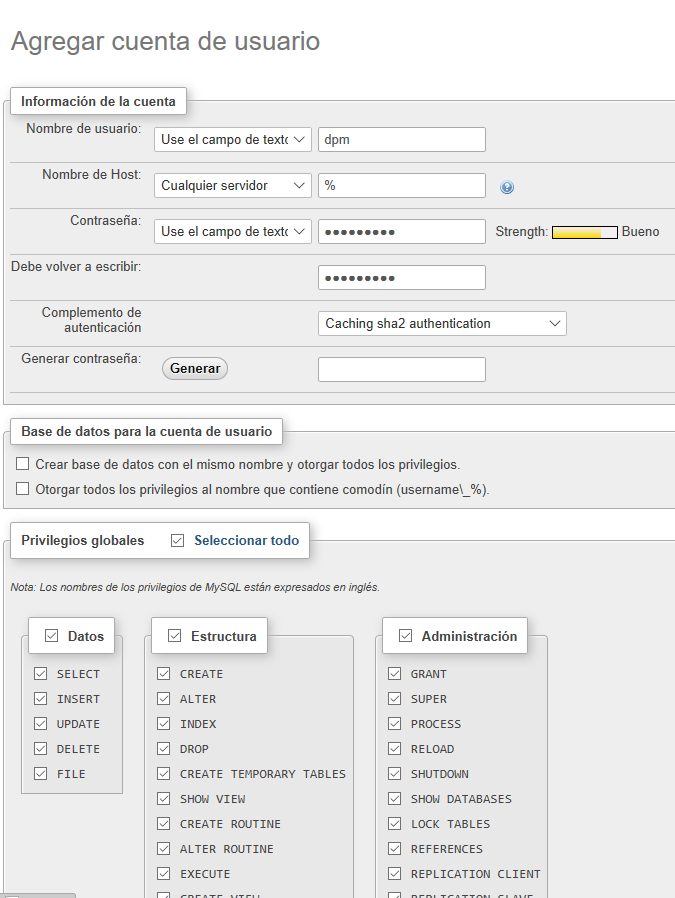 Agregar cuenta de usuario
Información de la cuenta
Nombre de usuario: Use el campo de texto dpm
Nombre de Host: Cualquier servidor %
Contraseña: Use el campo de texto ●●●●●●●●● Strength: Bueno
Debe volver a escribir: ●●●●●●●●●
Complemento de
autenticación Caching sha2 authentication
Generar contraseña: Generar
Base de datos para la cuenta de usuario
Crear base de datos con el mismo nombre y otorgar todos los privilegios.
Otorgar todos los privilegios al nombre que contiene comodín (username\_%).
Privilegios globales Seleccionar todo
Nota: Los nombres de los privilegios de MySQL están expresados en inglés.
Datos
SELECT
INSERT
UPDATE
DELETE
FILE
Estructura
CREATE
ALTER
INDEX
DROP
CREATE TEMPORARY TABLES
SHOW VIEW
CREATE ROUTINE
ALTER ROUTINE
EXECUTE
CREATE VIEW
Administración
GRANT
SUPER
PROCESS
RELOAD
SHUTDOWN
SHOW DATABASES
LOCK TABLES
REFERENCES
REPLICATION CLIENT
REPLICATION SLAVE